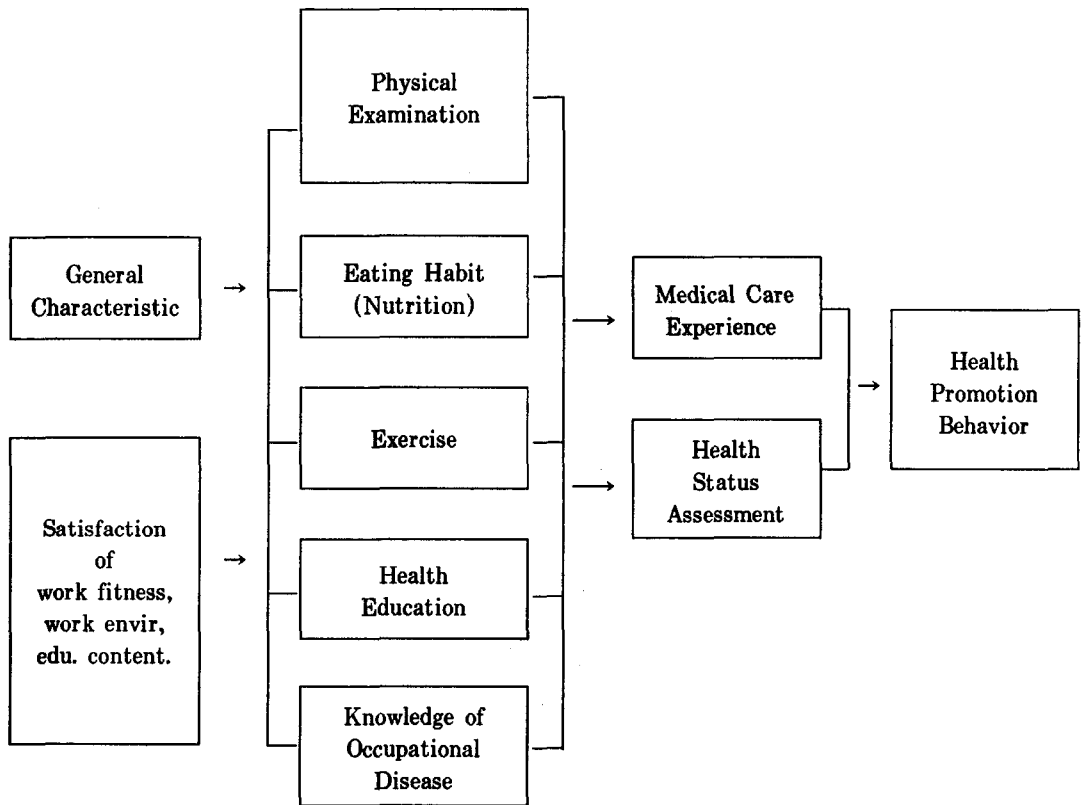 General
Characteristic
→
Satisfaction
of
work fitness,
work envir,
edu. content.
→
Physical
Examination
Eating Habit
(Nutrition)
Exercise
Health
Education
Knowledge of
Occupational
Disease
→
Medical Care
Experience
→
Health
Status
Assessment
→
Health
Promotion
Behavior